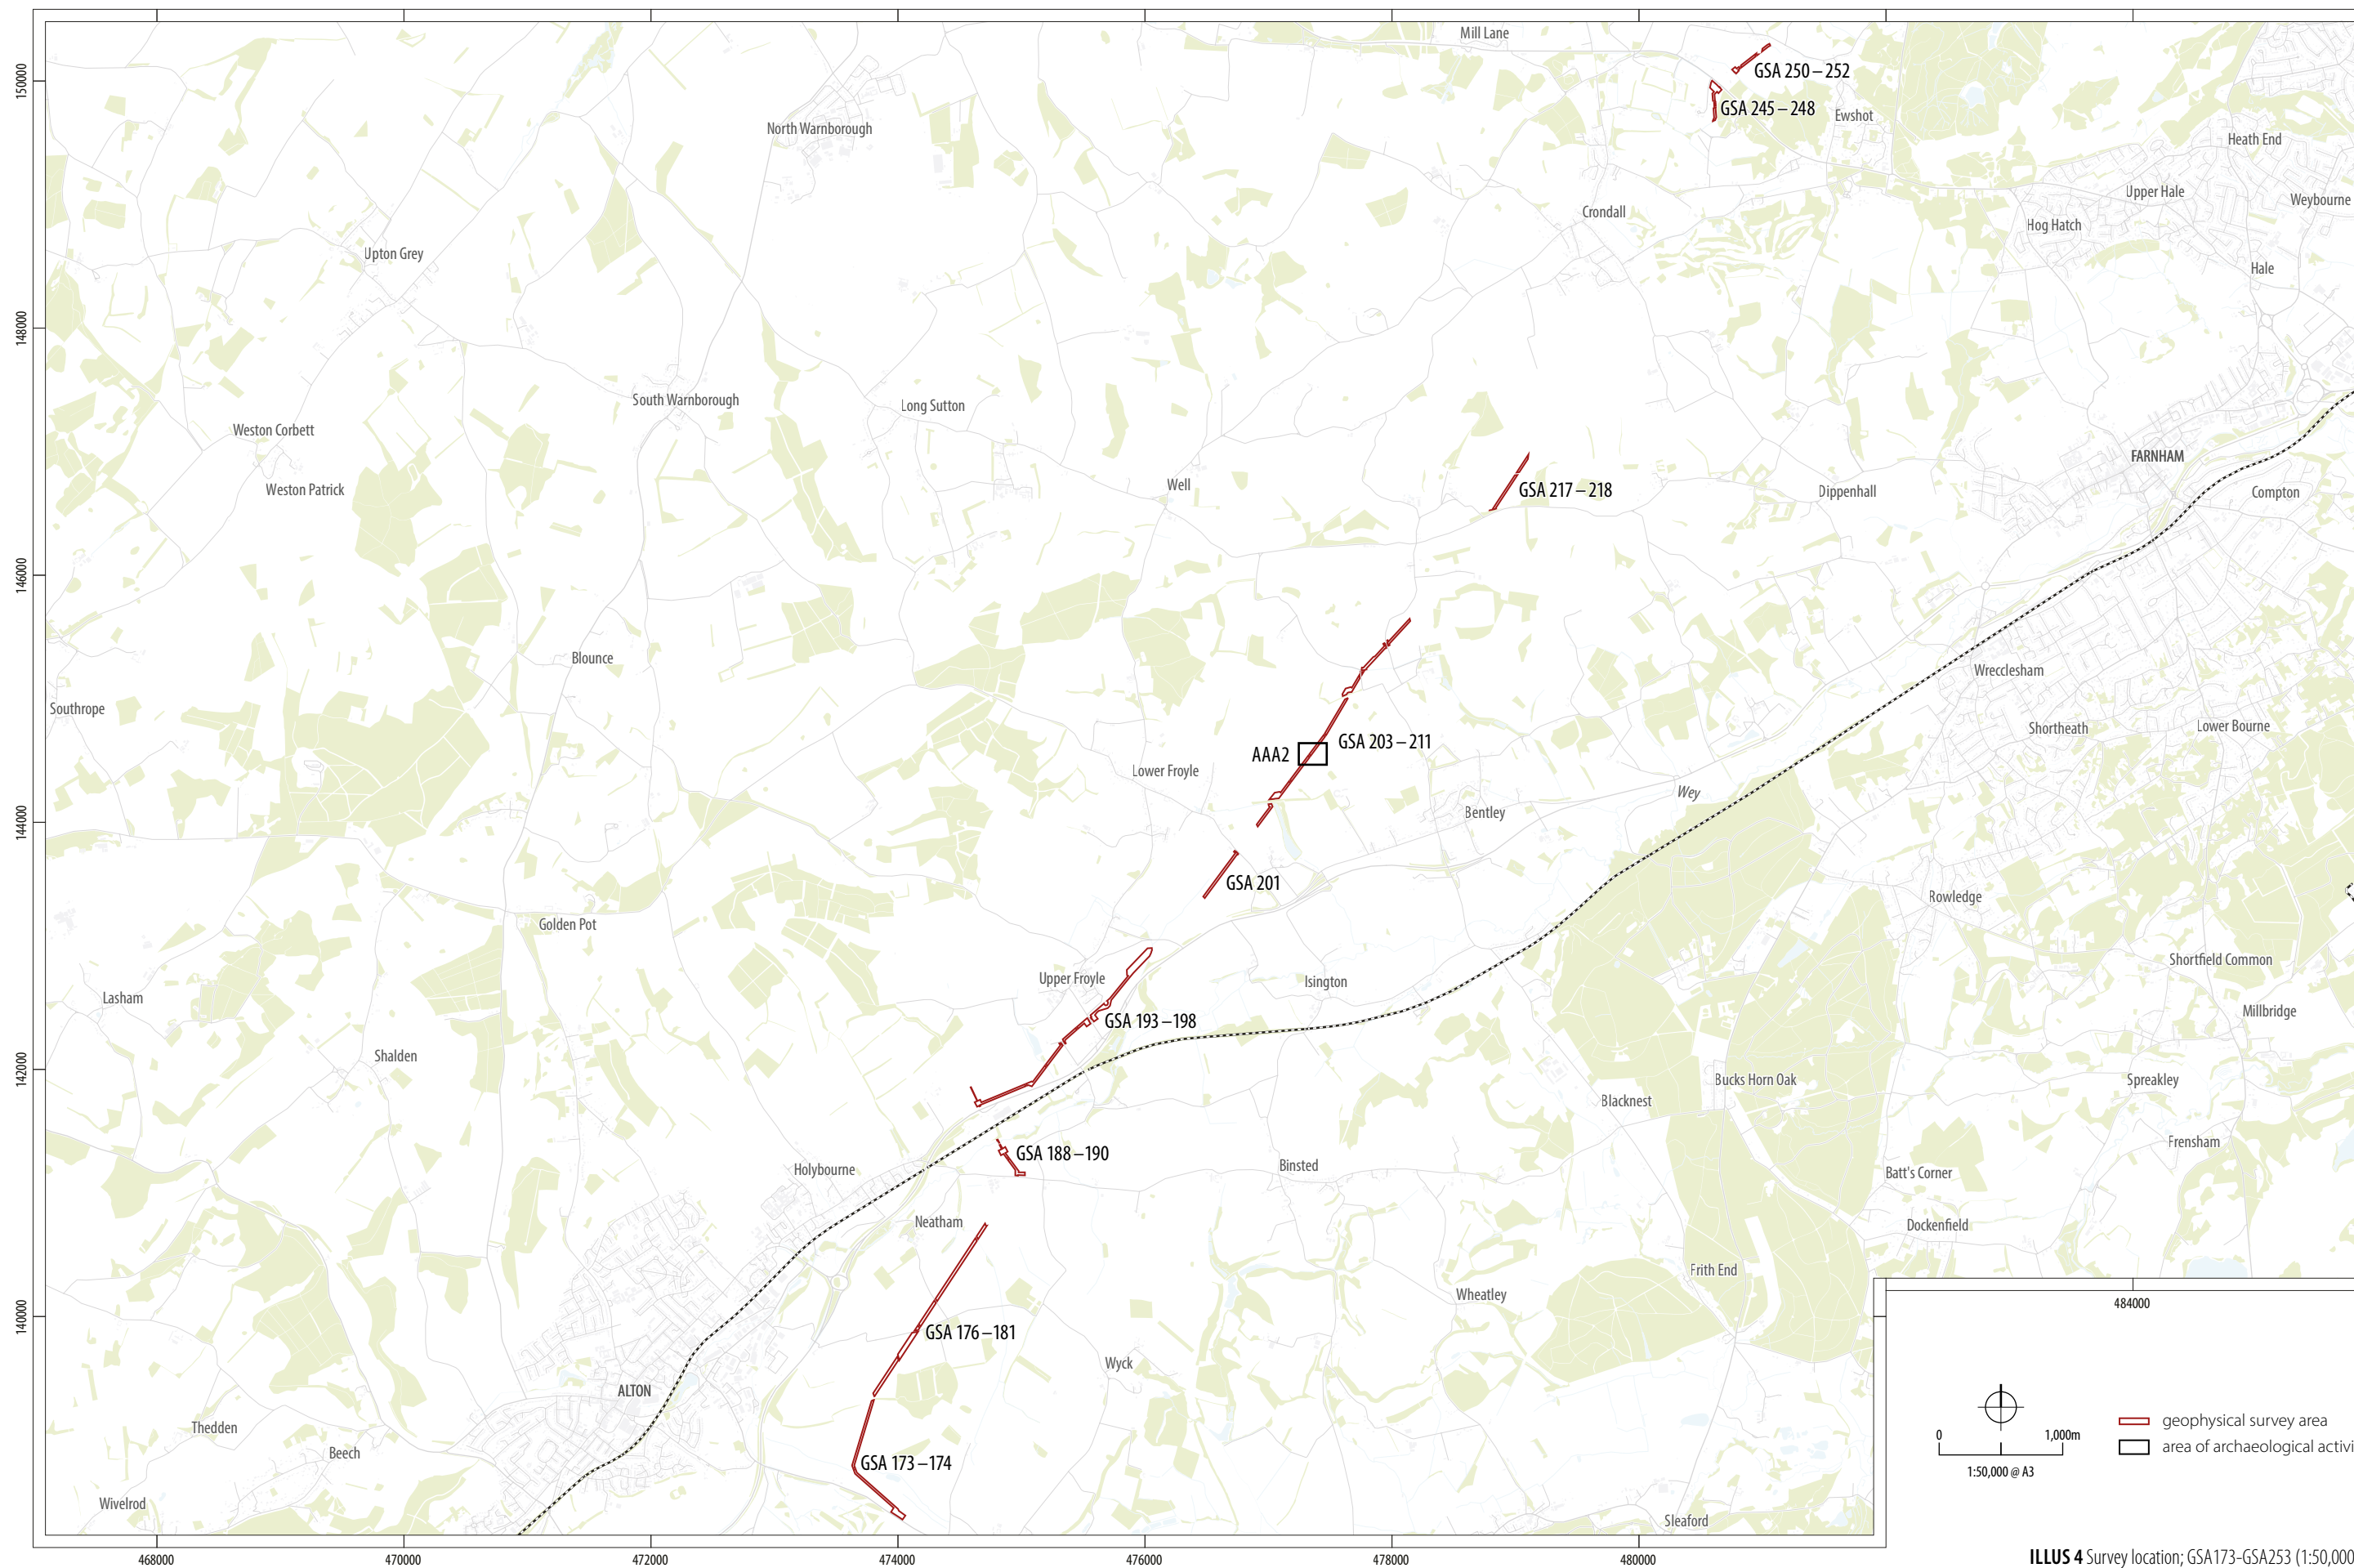 Mill Lane
150000
GSA 250 – 252
GSA 245 – 248
Ewshot
North Warnborough
Heath End
Upper Hale
Weybourne
Crondall
Hog Hatch
Upton Grey
Hale
148000
South Warnborough
Long Sutton
Weston Corbett
FARNHAM
Weston Patrick
Well
GSA 217 – 218
Dippenhall
Compton
146000
Blounce
Wrecclesham
Southrope
Shortheath
Lower Bourne
GSA 203 – 211
AAA2
Lower Froyle
Wey
Bentley
144000
GSA 201
Rowledge
Golden Pot
Shortfield Common
Upper Froyle
Isington
Lasham
Millbridge
GSA 193 – 198
Shalden
142000
Bucks Horn Oak
Spreakley
Blacknest
Frensham
GSA 188 – 190
Holybourne
Binsted
Batt's Corner
Neatham
Dockenfield
Frith End
Wheatley
140000
484000
GSA 176 – 181
Wyck
ALTON
Thedden
Beech
GSA 173 – 174
Wivelrod
Sleaford
0 1,000m
1:50,000 @ A3
geophysical survey area
area of archaeological activi
468000 470000 472000 474000 476000 478000 480000
ILLUS 4 Survey location; GSA173-GSA253 (1:50,000